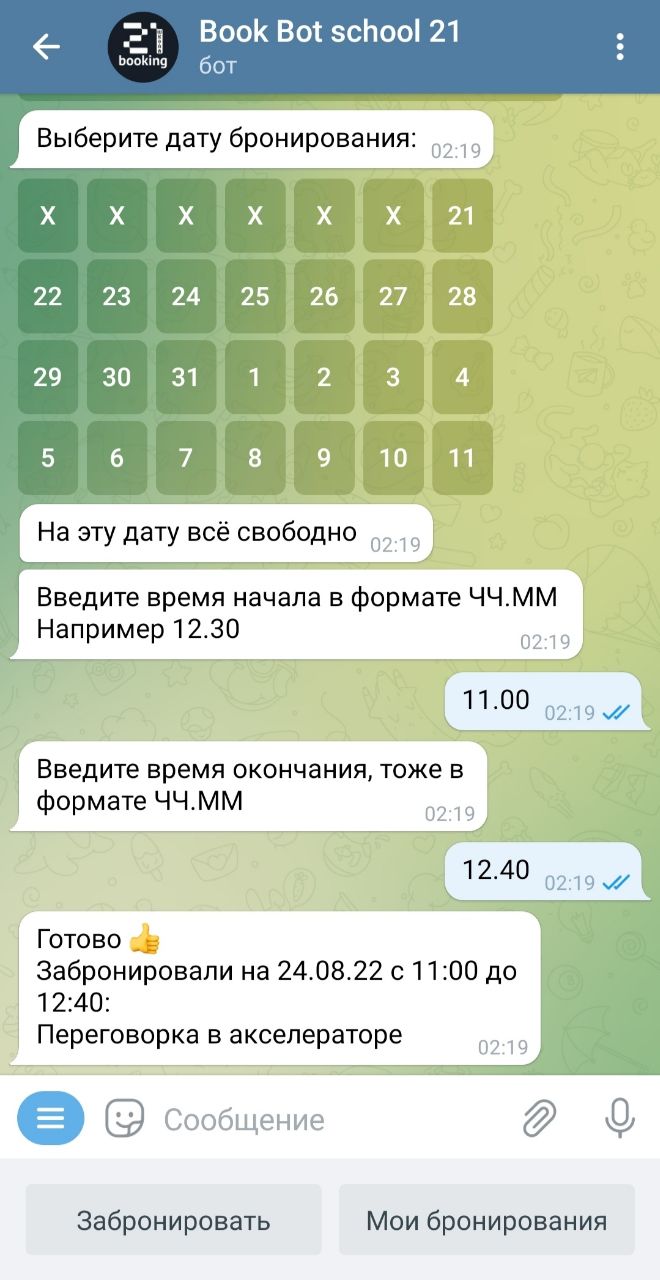 Book Bot school 21
бот
21 ШКОЛА
booking
Выберите дату бронирования:
02:19
X X X X X X 21
22 23 24 25 26 27 28
29 30 31 1 2 3 4
5 6 7 8 9 10 11
На эту дату всё свободно
02:19
Введите время начала в формате ЧЧ.ММ
Например 12.30
02:19
11.00
02:19
Введите время окончания, тоже в
формате ЧЧ.ММ
02:19
12.40
02:19
Готово 👍
Забронировали на 24.08.22 с 11:00 до
12:40:
Переговорка в акселераторе
02:19
Сообщение
Забронировать
Мои бронирования